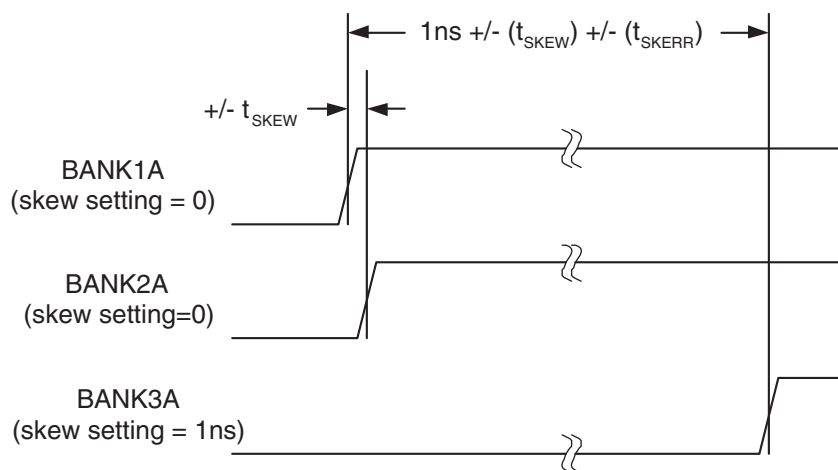 1ns +/- (tSKEW) +/- (tSKERR)
+/- tSKEW
BANK1A
(skew setting = 0)
BANK2A
(skew setting=0)
BANK3A
(skew setting = 1ns)